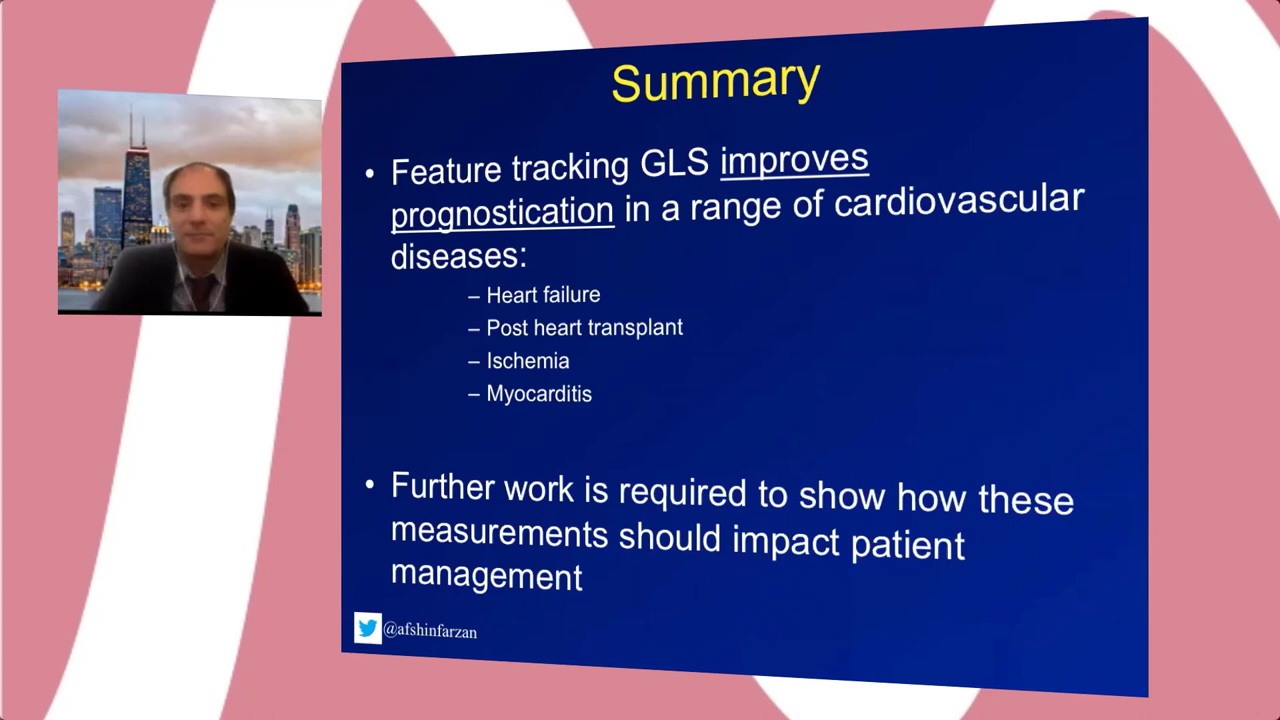 Summary
• Feature tracking GLS improves
prognostication in a range of cardiovascular
diseases:
– Heart failure
– Post heart transplant
– Ischemia
– Myocarditis
• Further work is required to show how these
measurements should impact patient
management
@afshinfarzan